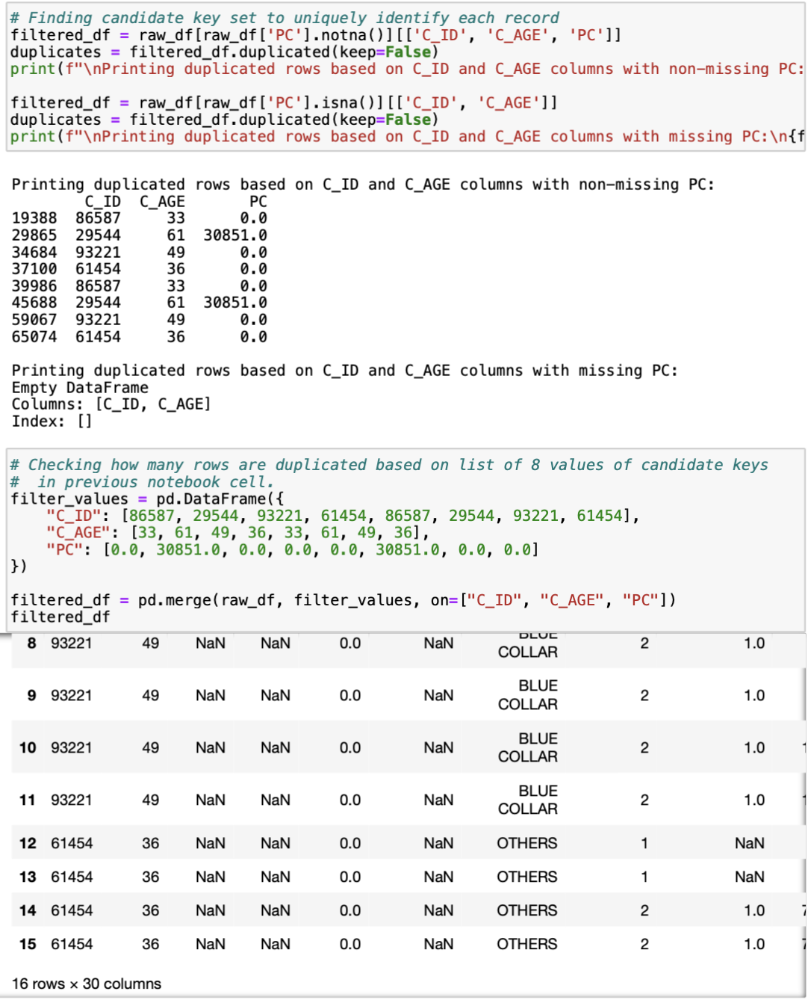 # Finding candidate key set to uniquely identify each record
filtered_df = raw_df[raw_df['PC'].notna()][['C_ID', 'C_AGE', 'PC']]
duplicates = filtered_df.duplicated(keep=False)
print(f"\nPrinting duplicated rows based on C_ID and C_AGE columns with non-missing PC:
filtered_df = raw_df[raw_df['PC'].isna()][['C_ID', 'C_AGE']]
duplicates = filtered_df.duplicated(keep=False)
print(f"\nPrinting duplicated rows based on C_ID and C_AGE columns with missing PC:\n{f
Printing duplicated rows based on C_ID and C_AGE columns with non-missing PC:
C_ID C_AGE PC
19388 86587 33 0.0
29865 29544 61 30851.0
34684 93221 49 0.0
37100 61454 36 0.0
39986 86587 33 0.0
45688 29544 61 30851.0
59067 93221 49 0.0
65074 61454 36 0.0
Printing duplicated rows based on C_ID and C_AGE columns with missing PC:
Empty DataFrame
Columns: [C_ID, C_AGE]
Index: []
# Checking how many rows are duplicated based on list of 8 values of candidate keys
#  in previous notebook cell.
filter_values = pd.DataFrame({
"C_ID": [86587, 29544, 93221, 61454, 86587, 29544, 93221, 61454],
"C_AGE": [33, 61, 49, 36, 33, 61, 49, 36],
"PC": [0.0, 30851.0, 0.0, 0.0, 0.0, 30851.0, 0.0, 0.0]
})
filtered_df = pd.merge(raw_df, filter_values, on=["C_ID", "C_AGE", "PC"])
filtered_df
8 93221 49 NaN NaN 0.0 NaN BLUE COLLAR 2 1.0
9 93221 49 NaN NaN 0.0 NaN BLUE COLLAR 2 1.0
10 93221 49 NaN NaN 0.0 NaN BLUE COLLAR 2 1.0
11 93221 49 NaN NaN 0.0 NaN BLUE COLLAR 2 1.0
12 61454 36 NaN NaN 0.0 NaN OTHERS 1 NaN
13 61454 36 NaN NaN 0.0 NaN OTHERS 1 NaN
14 61454 36 NaN NaN 0.0 NaN OTHERS 2 1.0
15 61454 36 NaN NaN 0.0 NaN OTHERS 2 1.0
16 rows × 30 columns